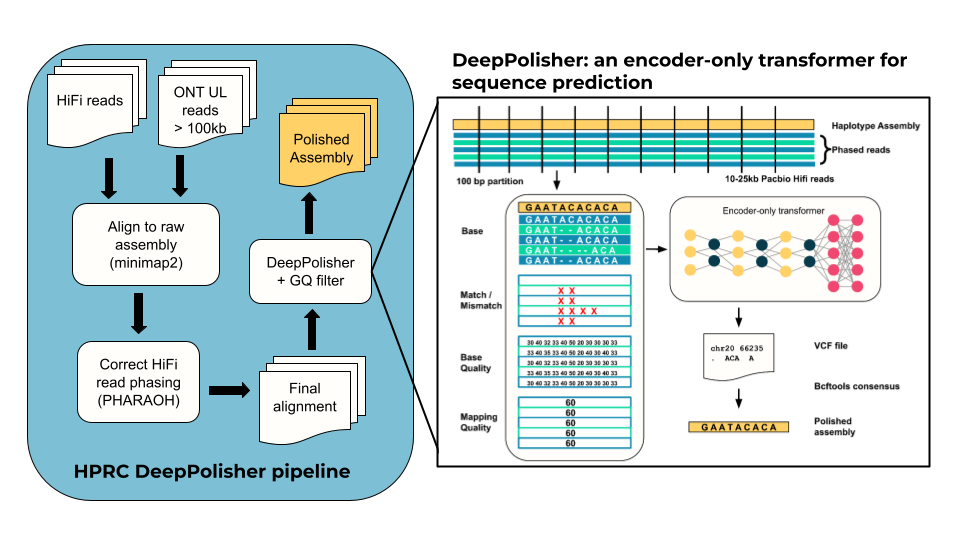 HiFi reads
ONT UL
reads
> 100kb
Polished
Assembly
Align to raw
assembly
(minimap2)
DeepPolisher
+ GQ filter
Correct HiFi
read phasing
(PHARAOH)
Final
alignment
HPRC DeepPolisher pipeline
DeepPolisher: an encoder-only transformer for
sequence prediction
Haplotype Assembly
Phased reads
100 bp partition
10-25kb Pacbio Hifi reads
Base
GAATACACACA
GAATACACACA
GAAT--ACACA
GAAT--ACACA
GAAT----ACA
GAAT--ACACA
Match /
Mismatch
X X
X X
X X X X
X X
Base
Quality
30 40 32 33 40 50 20 30 30 30 33
33 40 35 33 40 50 20 40 30 40 33
30 40 32 33 40 50 20 30 30 30 33
33 40 35 33 40 50 20 40 30 40 33
30 40 32 33 40 50 20 30 30 30 33
Mapping
Quality
60
60
60
60
60
Encoder-only transformer
chr20 66235
. ACA A
VCF file
Bcftools consensus
GAATACACA
Polished
assembly